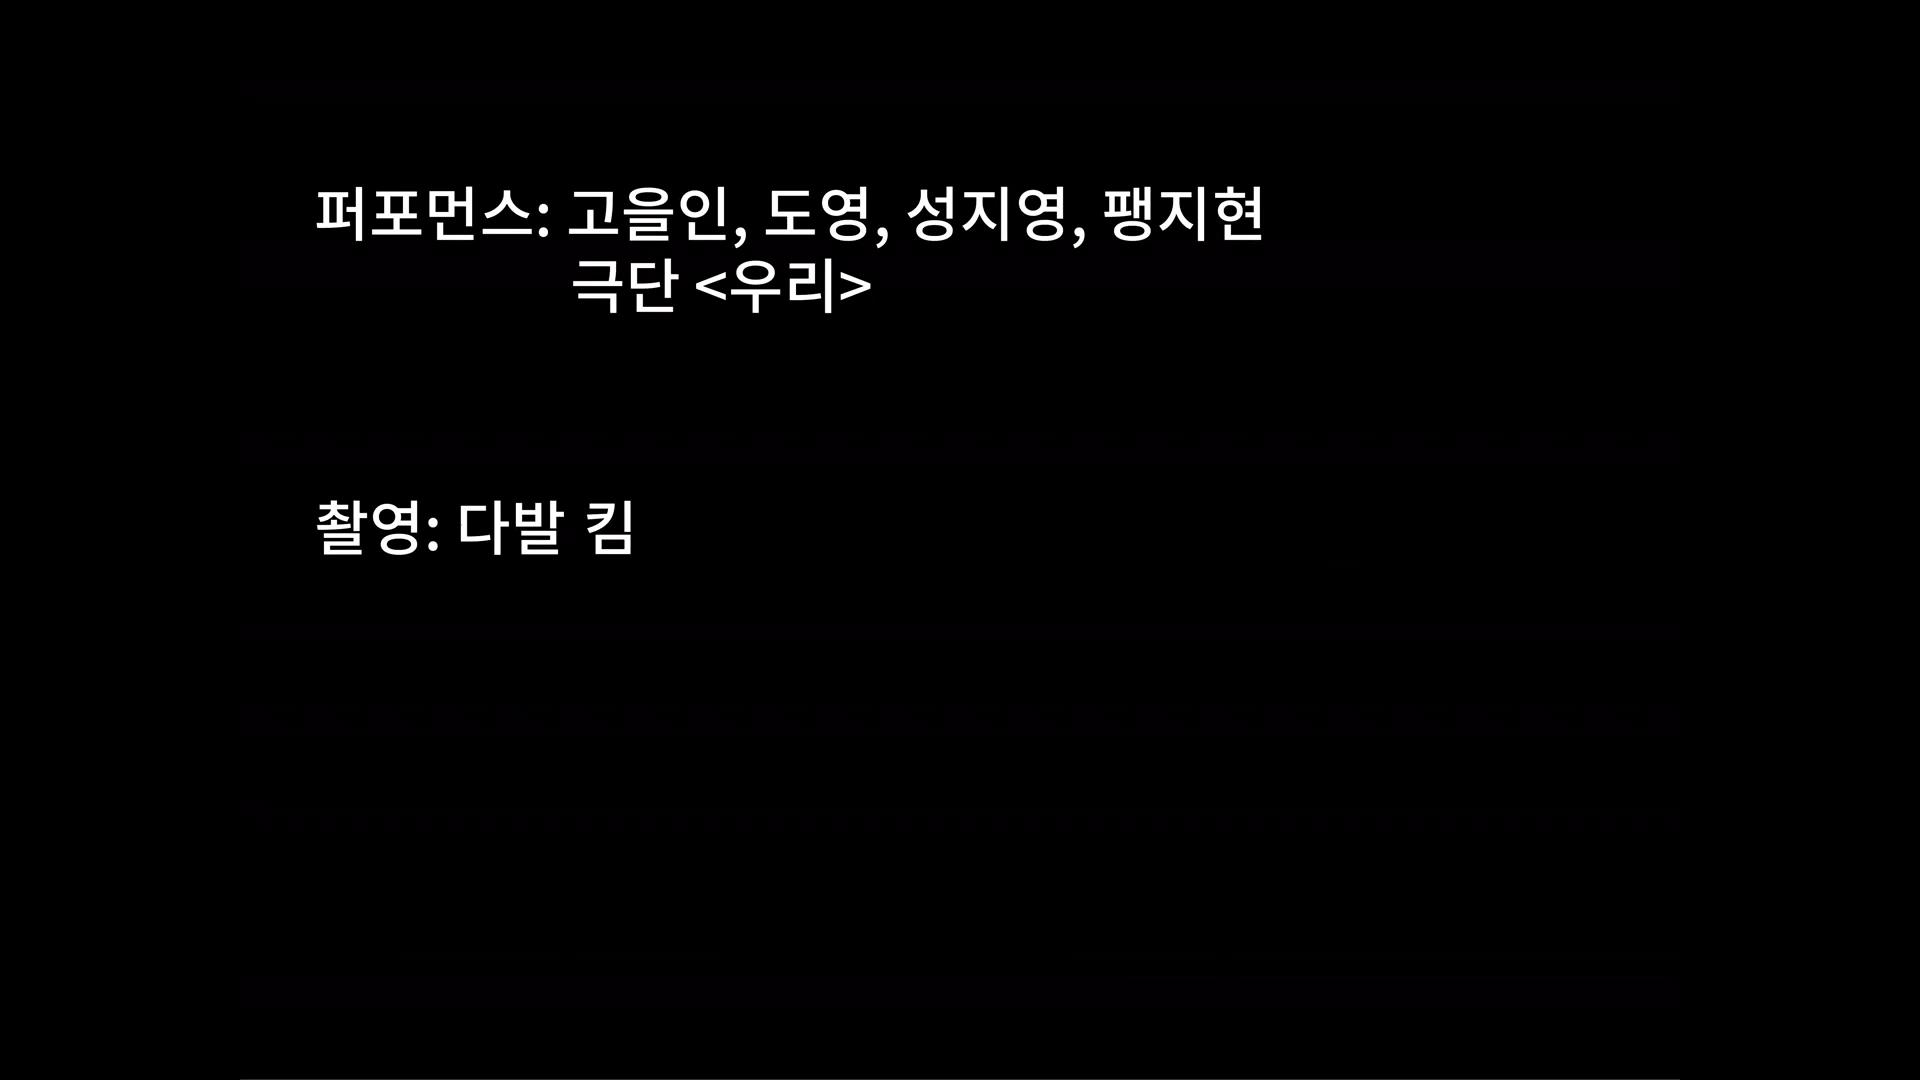 퍼포먼스: 고을인, 도영, 성지영, 팽지현
극단 <우리>
촬영: 다발 킴